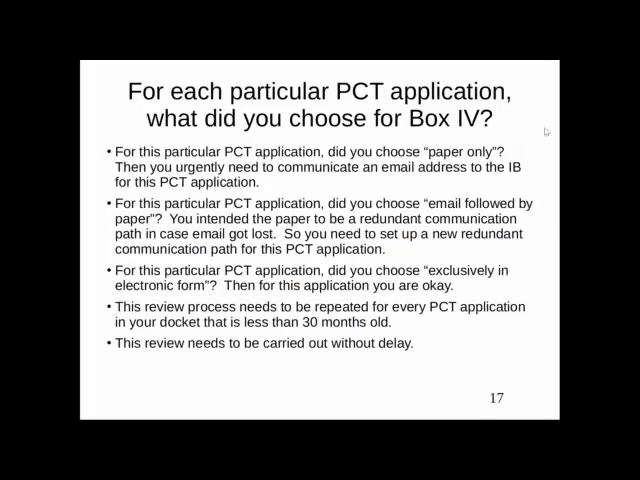 For each particular PCT application,
what did you choose for Box IV?
• For this particular PCT application, did you choose “paper only”?
Then you urgently need to communicate an email address to the IB
for this PCT application.
• For this particular PCT application, did you choose “email followed by
paper”?  You intended the paper to be a redundant communication
path in case email got lost.  So you need to set up a new redundant
communication path for this PCT application.
• For this particular PCT application, did you choose “exclusively in
electronic form”?  Then for this application you are okay.
• This review process needs to be repeated for every PCT application
in your docket that is less than 30 months old.
• This review needs to be carried out without delay.
17